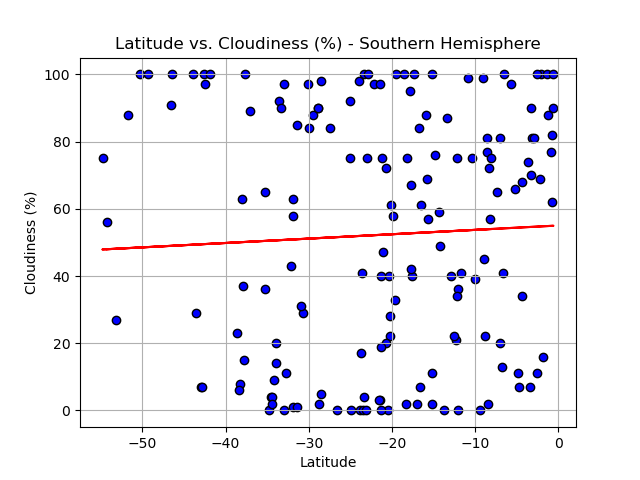 Latitude vs. Cloudiness (%) - Southern Hemisphere
100
80
60
40
20
0
Cloudiness (%)
−50 −40 −30 −20 −10 0
Latitude